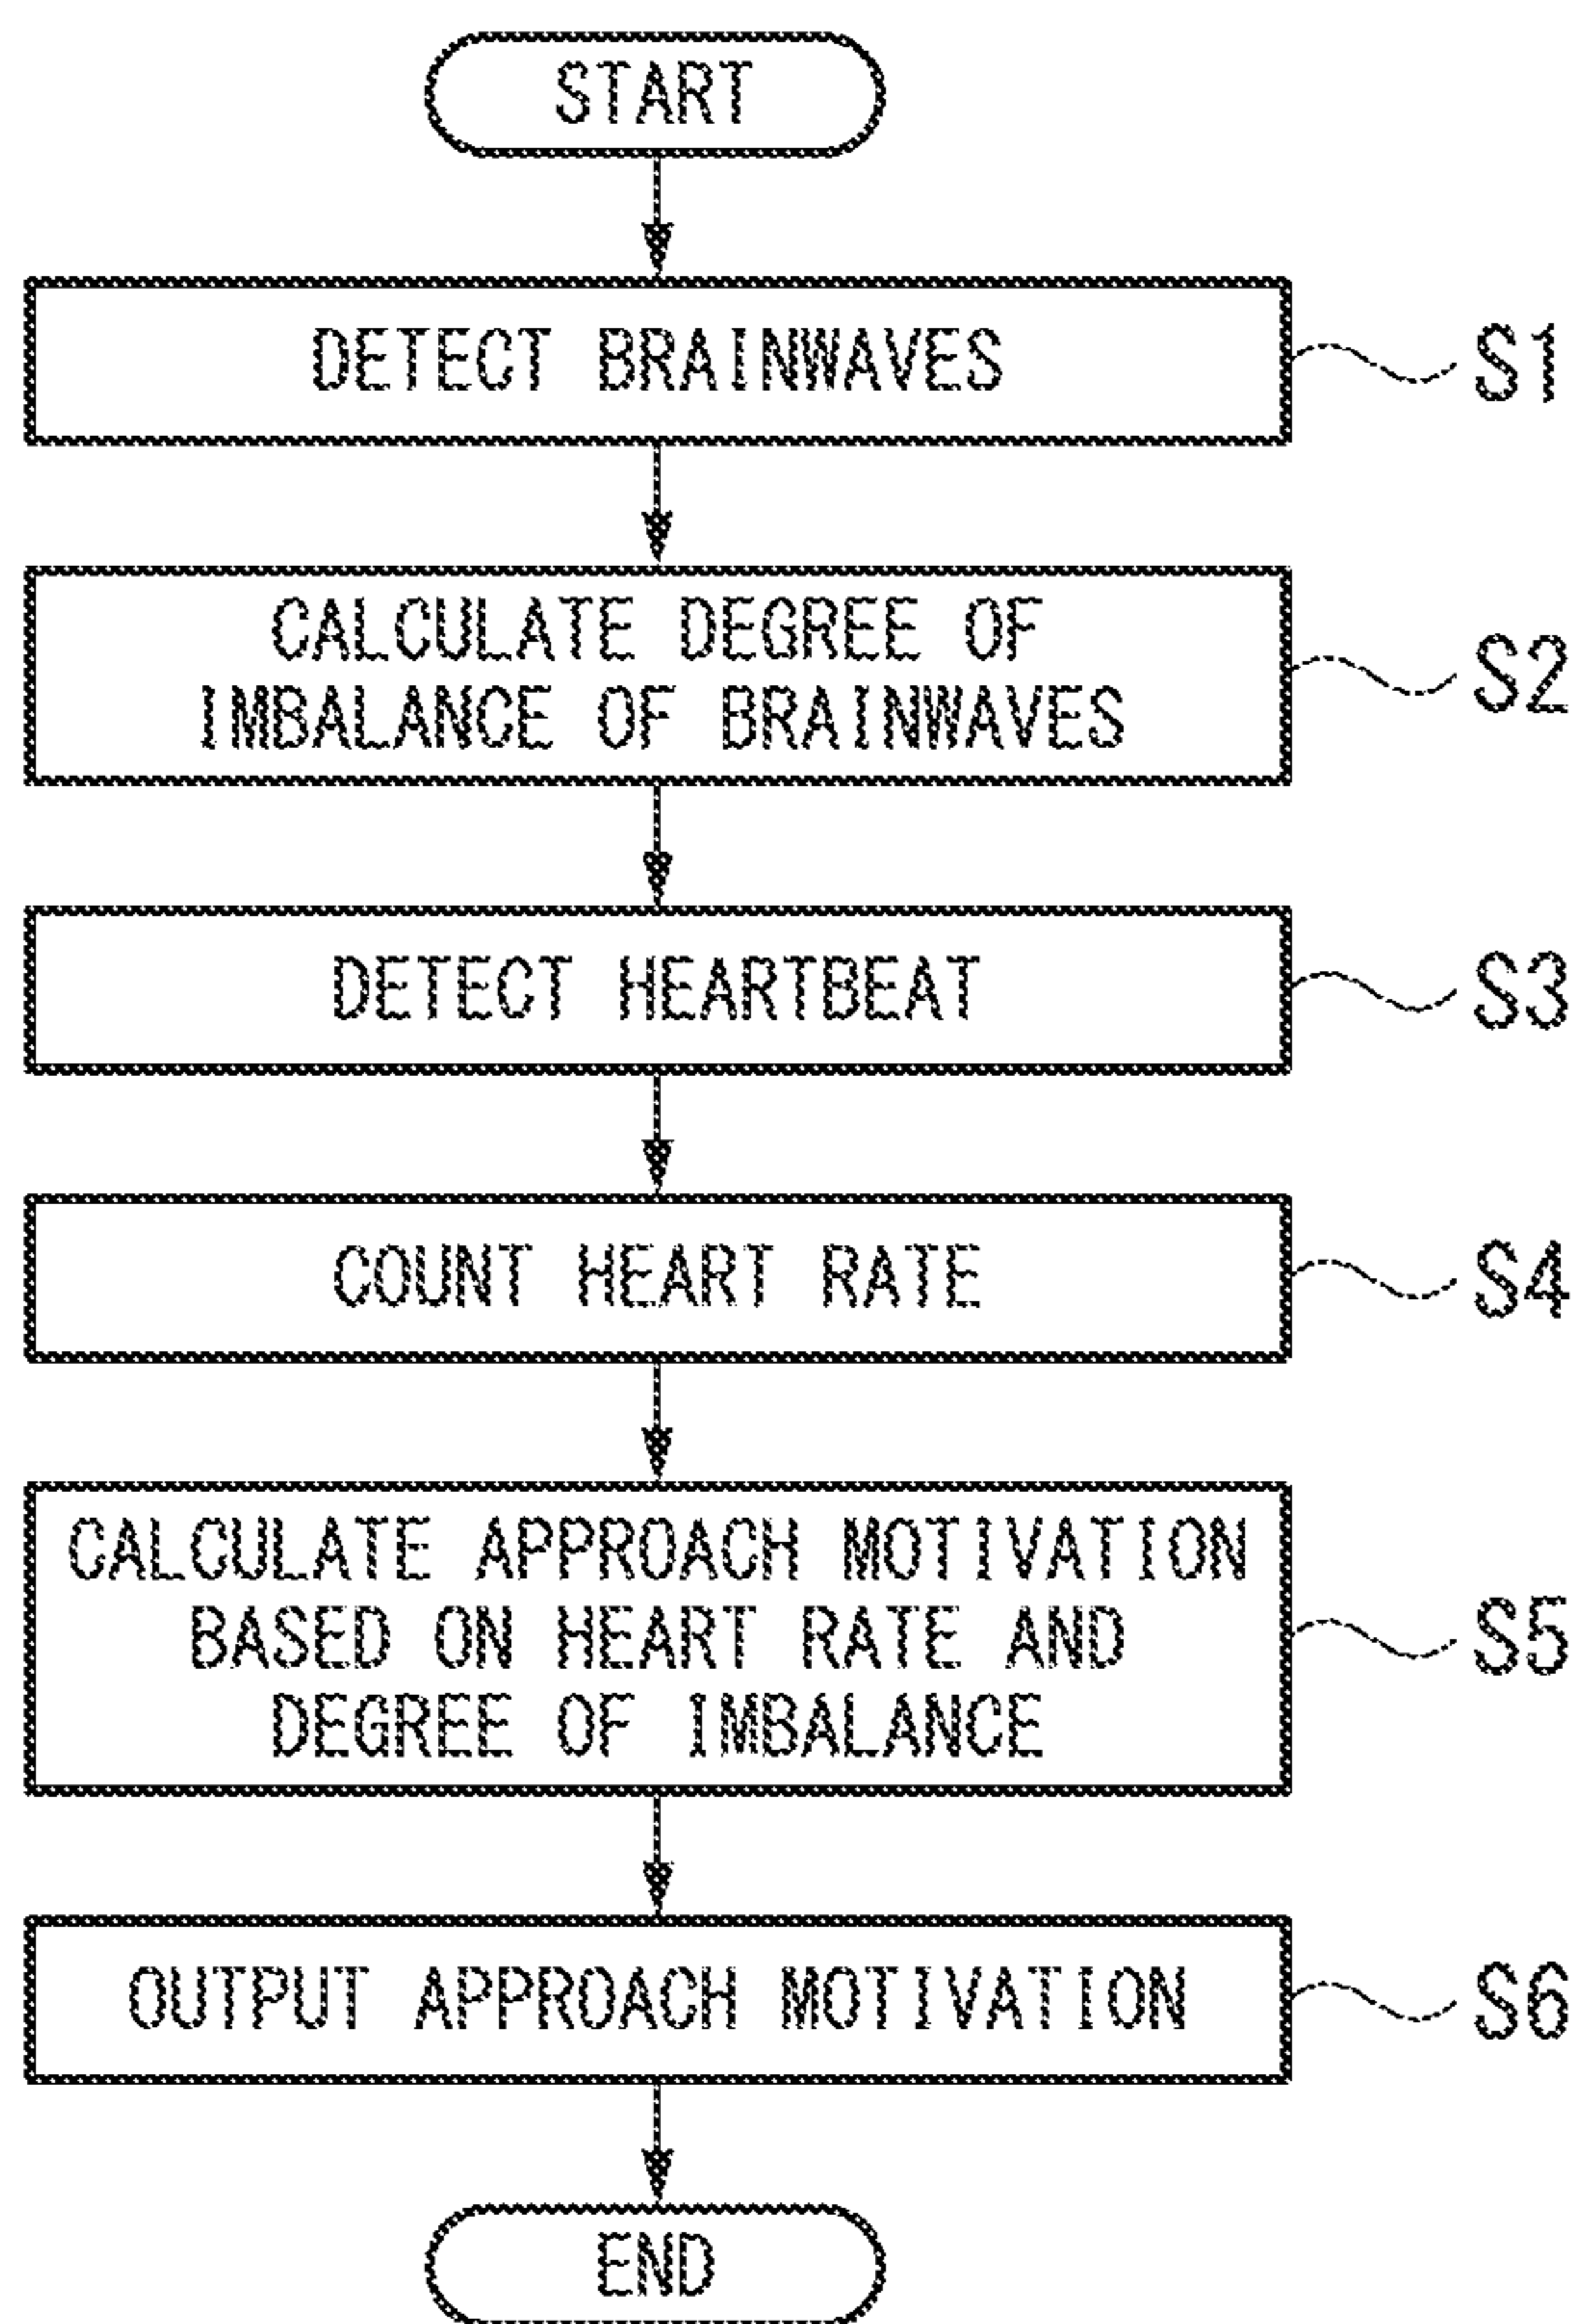 START
DETECT BRAINWAVES
S1
CALCULATE DEGREE OF
IMBALANCE OF BRAINWAVES
S2
DETECT HEARTBEAT
S3
COUNT HEART RATE
S4
CALCULATE APPROACH MOTIVATION
BASED ON HEART RATE AND
DEGREE OF IMBALANCE
S5
OUTPUT APPROACH MOTIVATION
S6
END